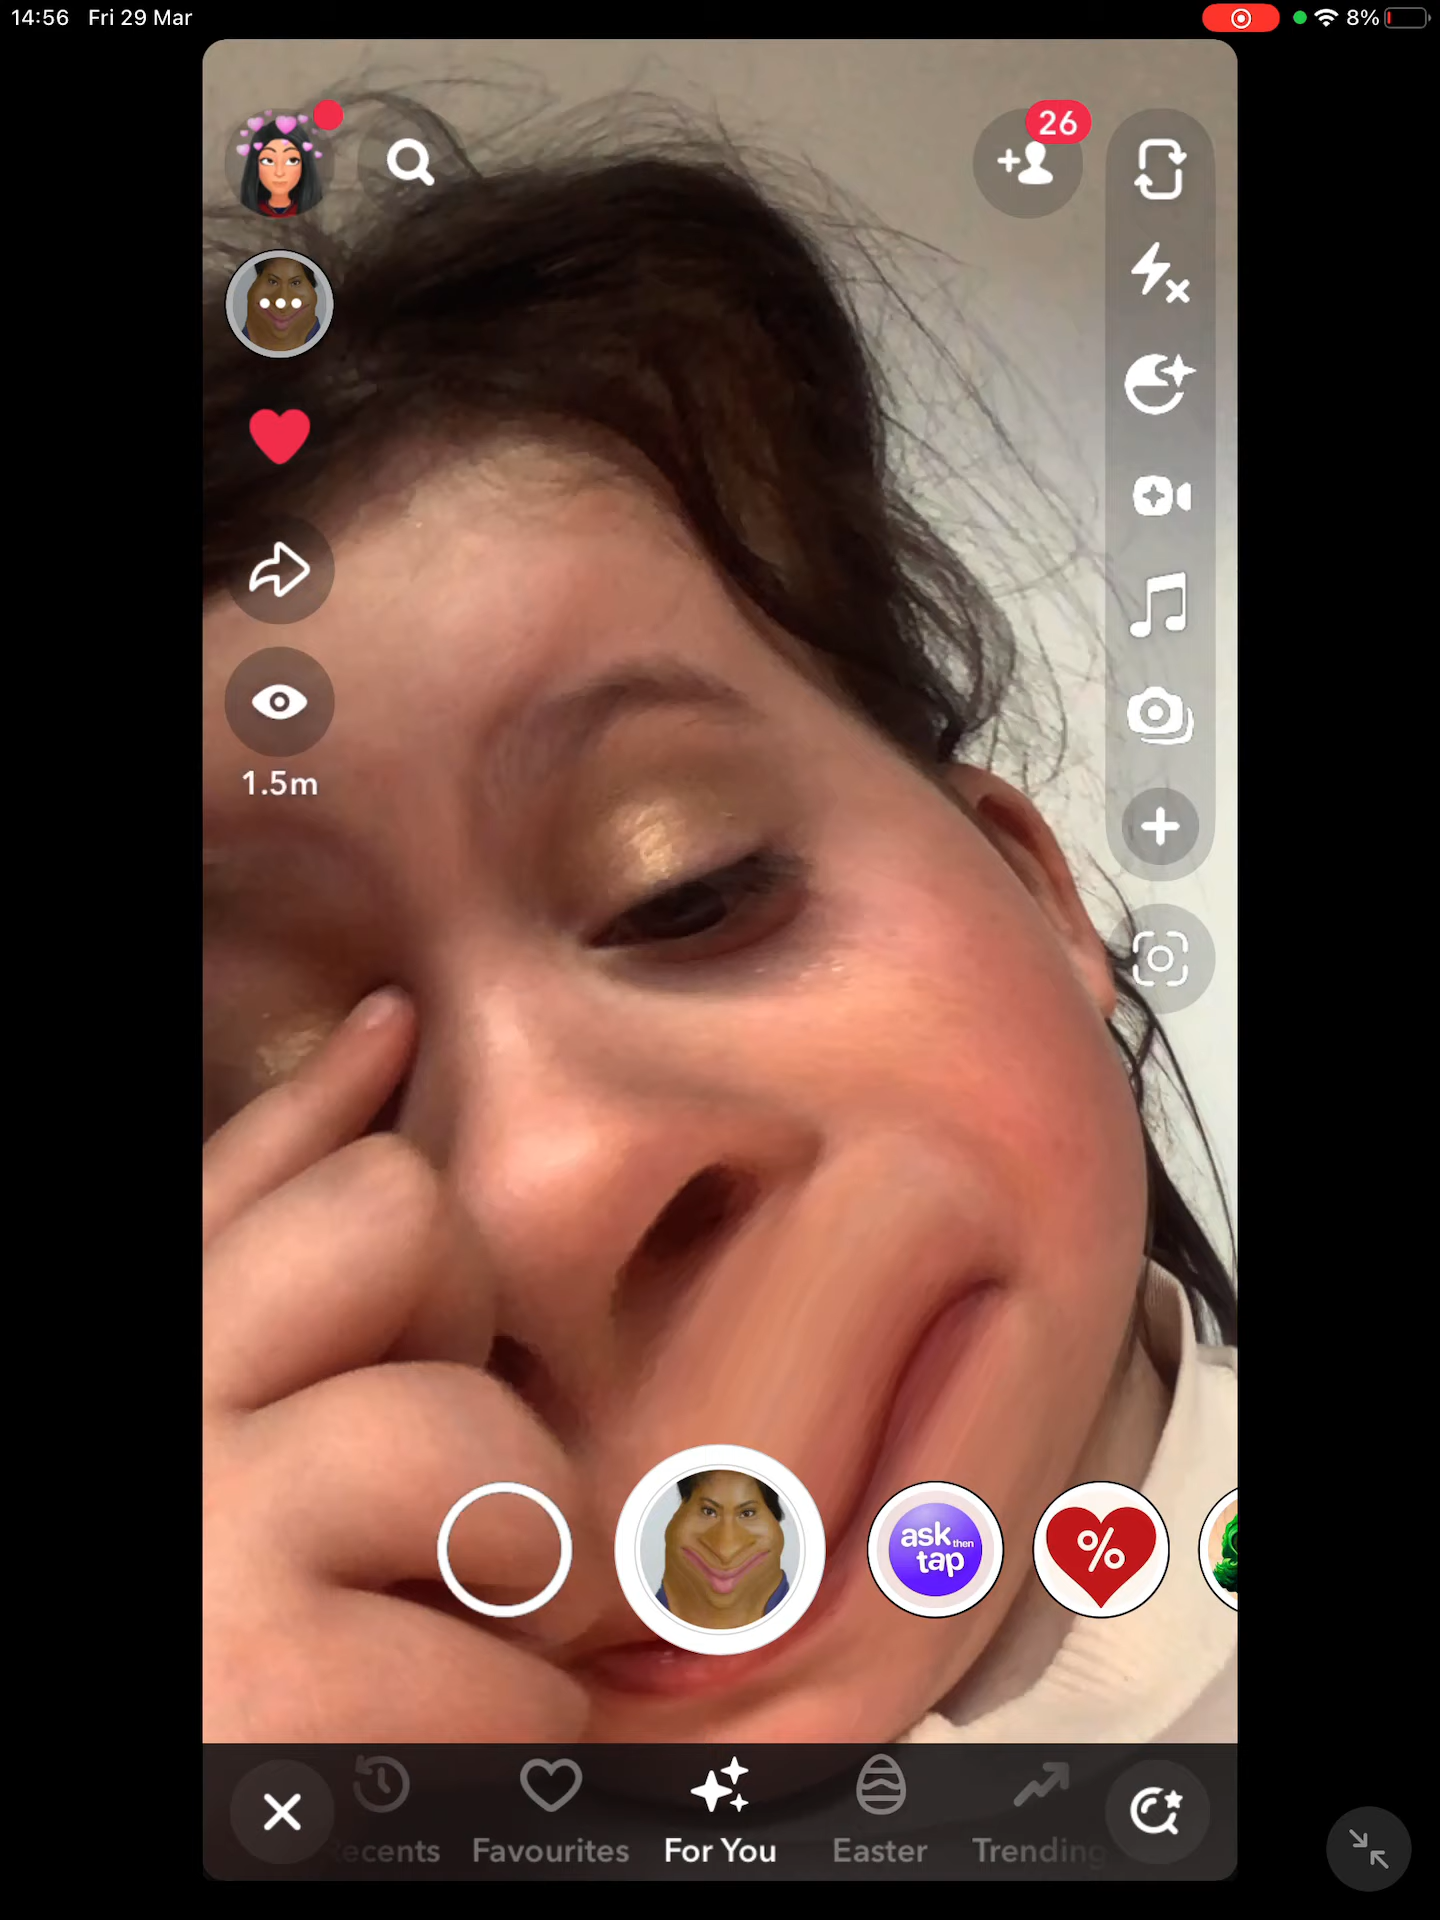 14:56 Fri 29 Mar
8%
26
1.5m
ask then
tap
%
ecents Favourites For You Easter Trending